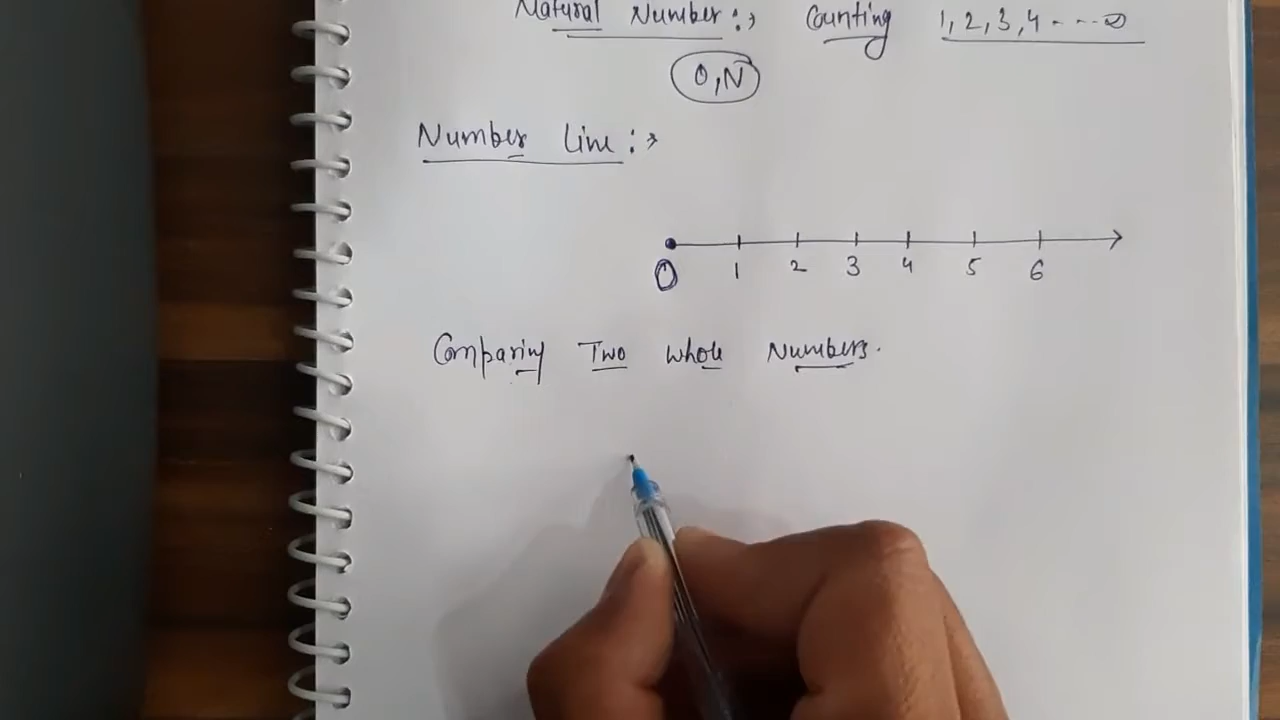 Natural Number :→ Counting 1, 2, 3, 4 - - - ∞
0, N
Number Line :→
0 1 2 3 4 5 6
Comparing Two whole Numbers.